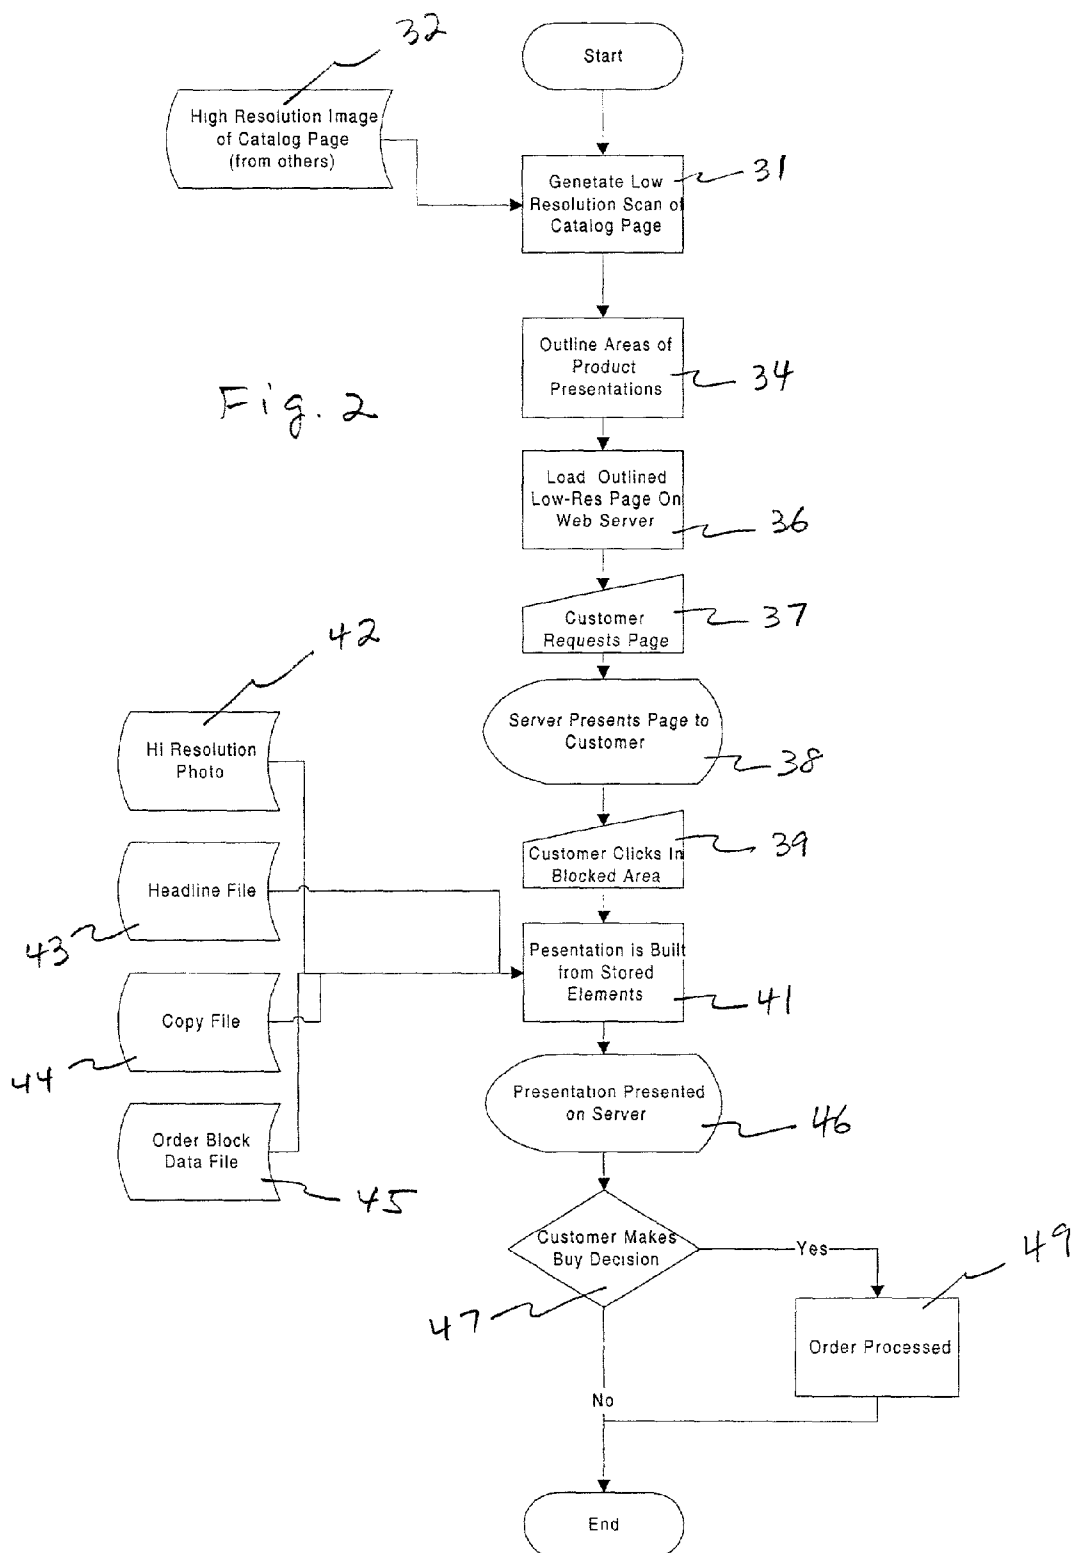 32
Start
High Resolution Image
of Catalog Page
(from others)
31
Genetate Low
Resolution Scan of
Catalog Page
Outline Areas of
Product
Presentations
34
Fig. 2
Load Outlined
Low-Res Page On
Web Server
36
Customer
Requests Page
37
42
Server Presents Page to
Customer
38
Hi Resolution
Photo
Customer Clicks In
Blocked Area
39
Headline File
43
Pesentation is Built
from Stored
Elements
41
Copy File
44
Presentation Presented
on Server
46
Order Block
Data File
45
Customer Makes
Buy Decision
47
Yes
49
Order Processed
No
End